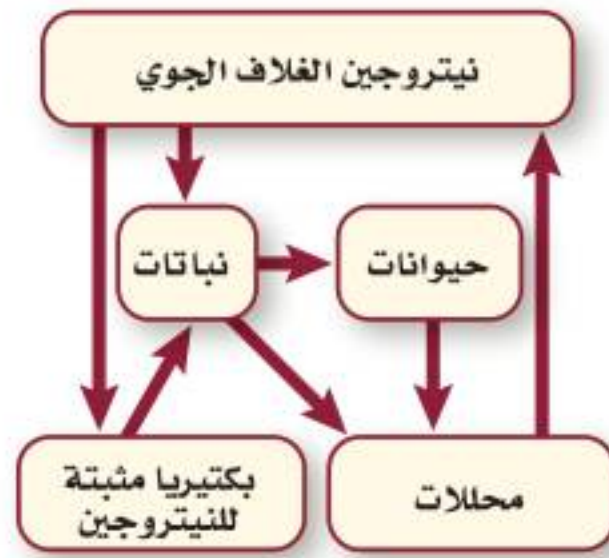 نيتروجين الغلاف الجوي
حيوانات
نباتات
محللات
بكتيريا مثبتة
للنيتروجين